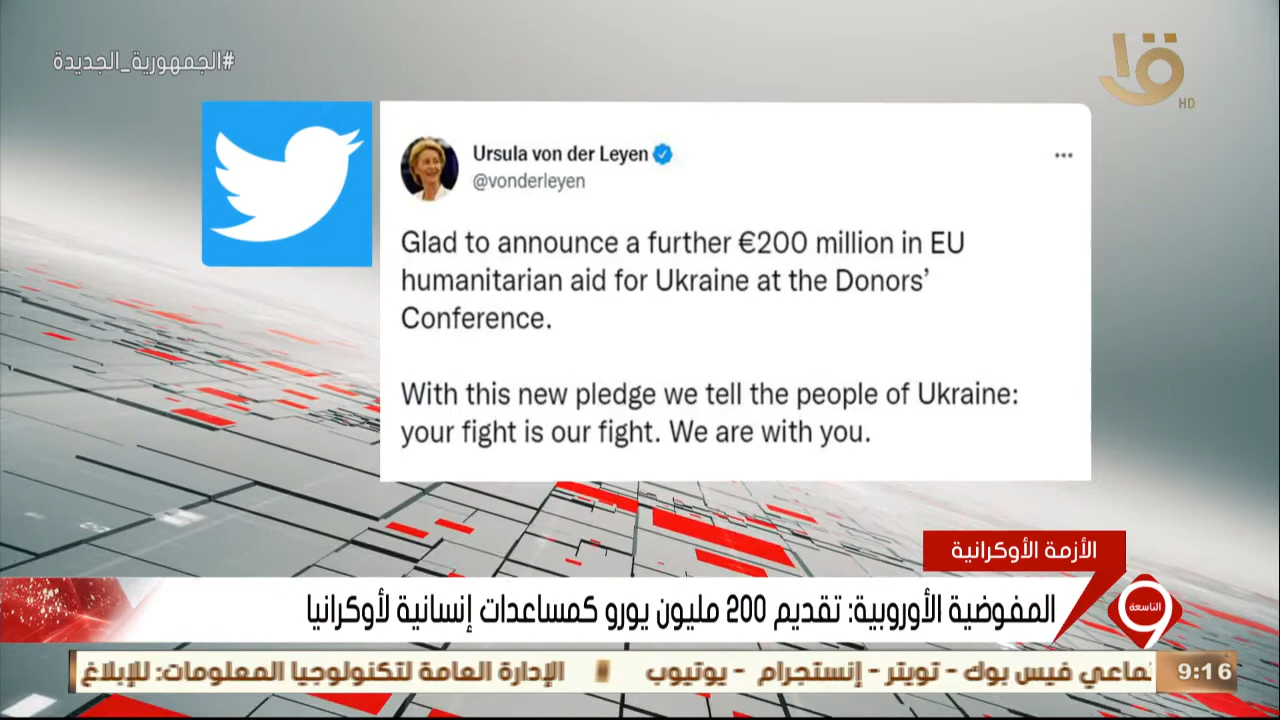 #الجمهورية_الجديدة
HD
Ursula von der Leyen
@vonderleyen
Glad to announce a further €200 million in EU
humanitarian aid for Ukraine at the Donors’
Conference.
With this new pledge we tell the people of Ukraine:
your fight is our fight. We are with you.
الأزمة الأوكرانية
التاسعة
9
المفوضية الأوروبية: تقديم 200 مليون يورو كمساعدات إنسانية لأوكرانيا
9:16
فيس بوك - تويتر - إنستجرام - يوتيوب
الإدارة العامة لتكنولوجيا المعلومات: للإبلاغ